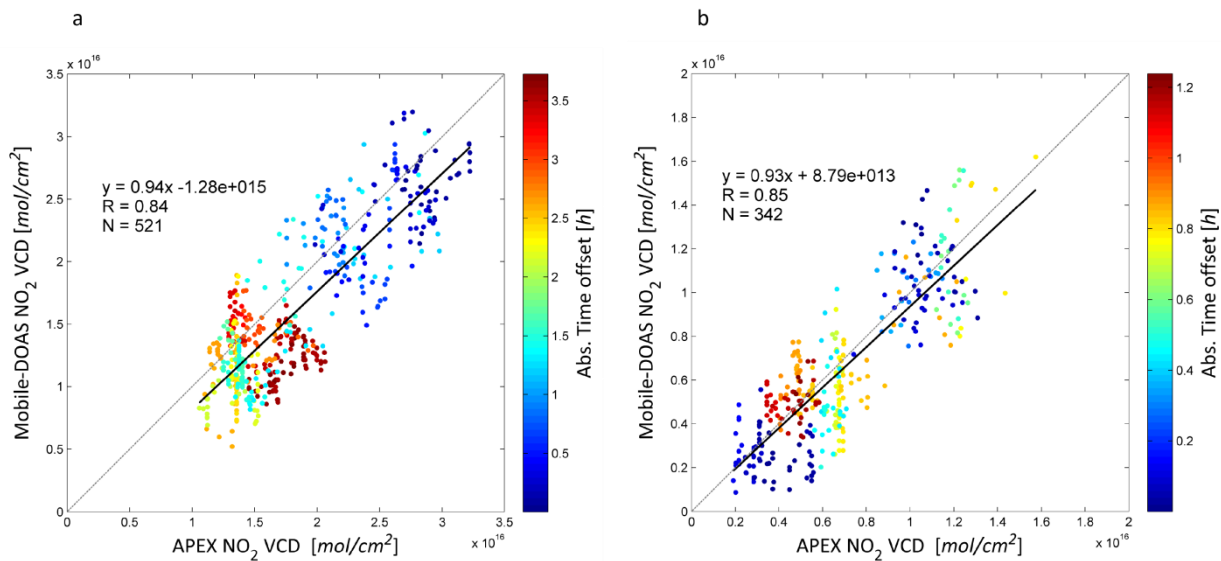 a
× 10^16
3.5
3
2.5
2
1.5
1
0.5
0
0 0.5 1 1.5 2 2.5 3 3.5
× 10^16
Mobile-DOAS NO₂ VCD [mol/cm²]
APEX NO₂ VCD [mol/cm²]
y = 0.94x -1.28e+015
R = 0.84
N = 521
3.5
3
2.5
2
1.5
1
0.5
Abs. Time offset [h]
b
× 10^16
2
1.8
1.6
1.4
1.2
1
0.8
0.6
0.4
0.2
0
0 0.2 0.4 0.6 0.8 1 1.2 1.4 1.6 1.8 2
× 10^16
Mobile-DOAS NO₂ VCD [mol/cm²]
APEX NO₂ VCD [mol/cm²]
y = 0.93x + 8.79e+013
R = 0.85
N = 342
1.2
1
0.8
0.6
0.4
0.2
Abs. Time offset [h]